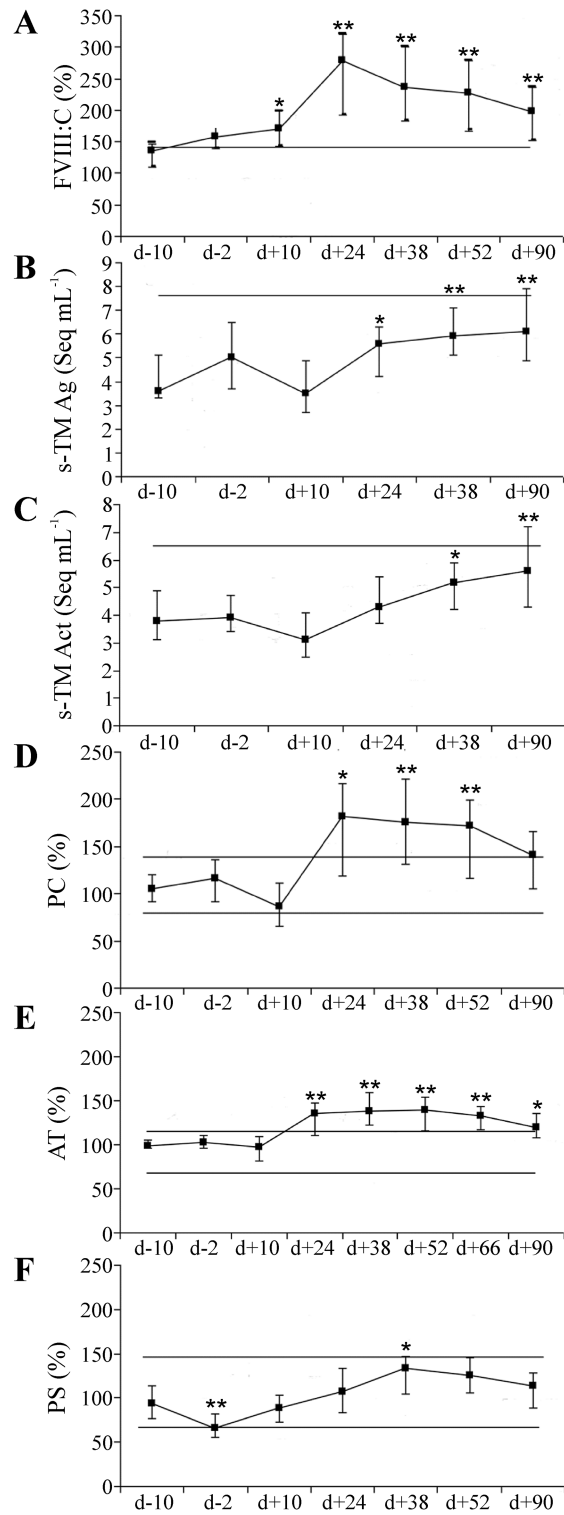 A
FVIII:C (%)
350
300
250
200
150
100
50
0
* ** ** ** **
d-10 d-2 d+10 d+24 d+38 d+52 d+90
B
s-TM Ag (Seq mL-1)
9
8
7
6
5
4
3
2
1
0
* ** **
d-10 d-2 d+10 d+24 d+38 d+90
C
s-TM Act (Seq mL-1)
8
7
6
5
4
3
2
1
0
* **
d-10 d-2 d+10 d+24 d+38 d+90
D
PC (%)
250
200
150
100
50
0
* ** **
d-10 d-2 d+10 d+24 d+38 d+52 d+90
E
AT (%)
250
200
150
100
50
0
** ** ** ** *
d-10 d-2 d+10 d+24 d+38 d+52 d+66 d+90
F
PS (%)
250
200
150
100
50
0
** *
d-10 d-2 d+10 d+24 d+38 d+52 d+90